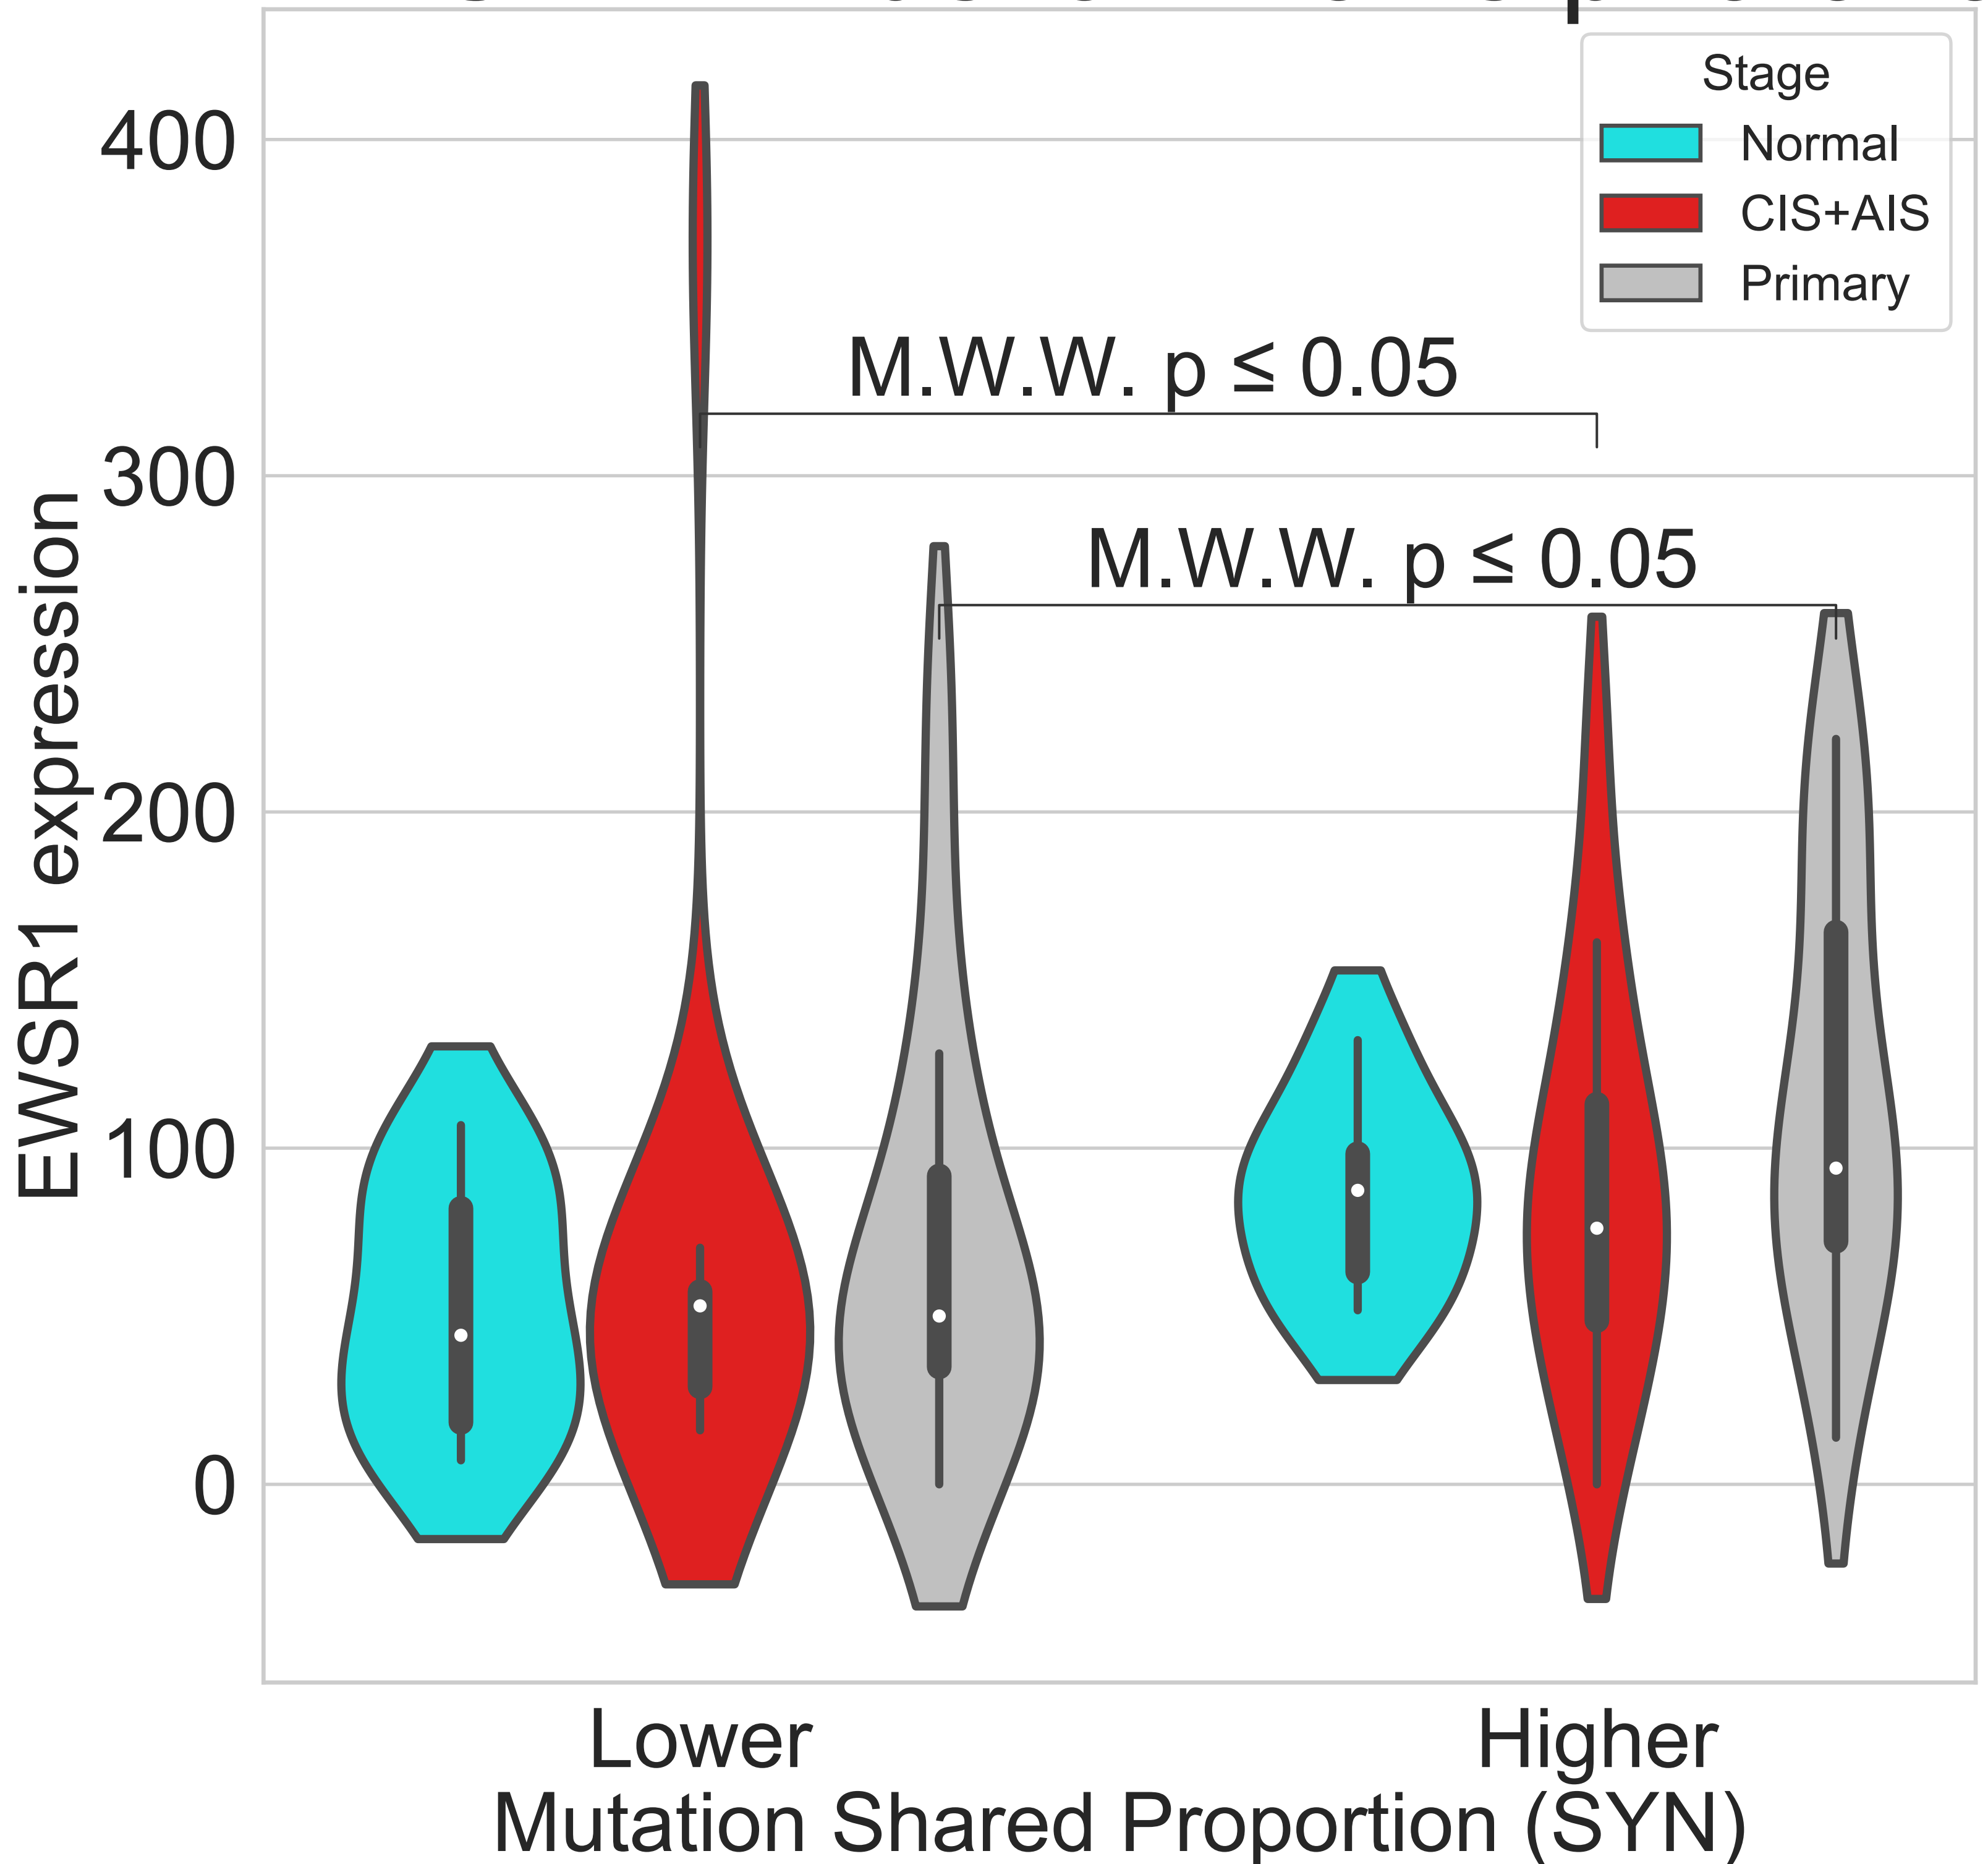 Stage
Normal
CIS+AIS
Primary
400
300
200
100
0
EWSR1 expression
M.W.W. p ≤ 0.05
M.W.W. p ≤ 0.05
Lower
Higher
Mutation Shared Proportion (SYN)